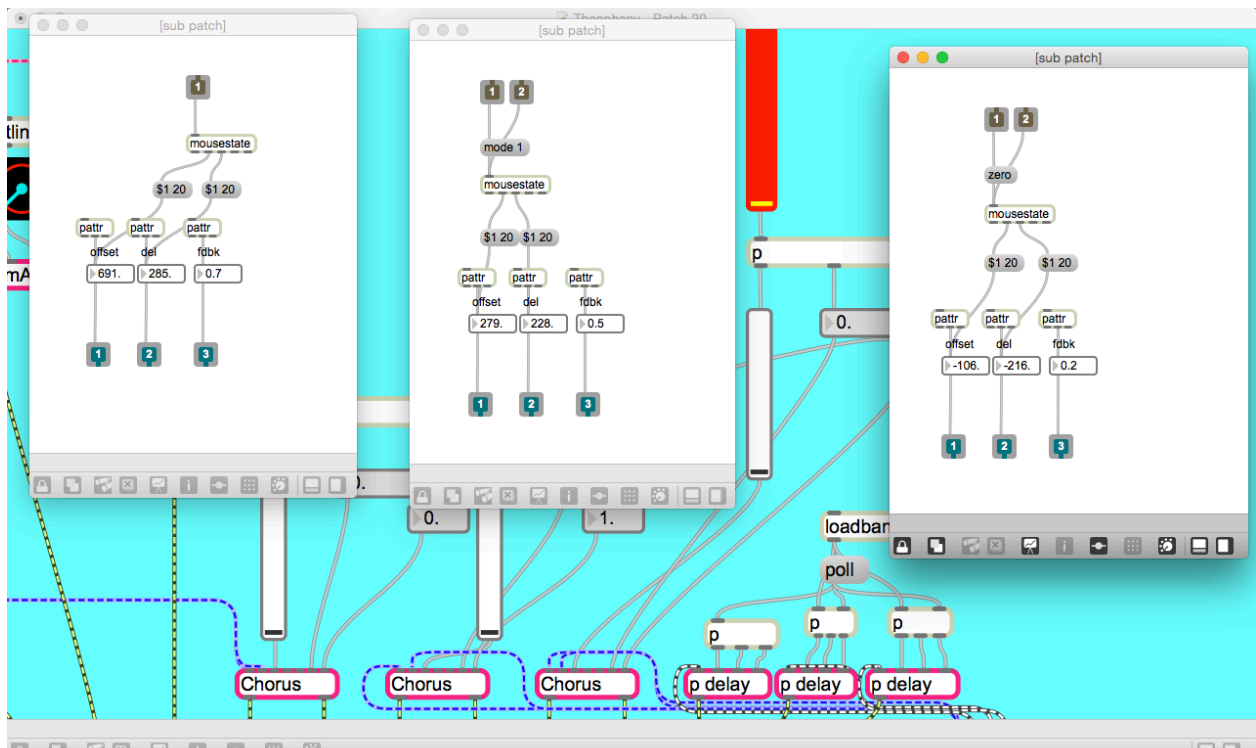 Theophany - Patch 20
[sub patch]
1
mousestate
$1 20 $1 20
pattr pattr pattr
offset del fdbk
691. 285. 0.7
1 2 3
[sub patch]
1 2
mode 1
mousestate
$1 20 $1 20
pattr pattr pattr
offset del fdbk
279. 228. 0.5
1 2 3
[sub patch]
1 2
zero
mousestate
$1 20 $1 20
pattr pattr pattr
offset del fdbk
-106. -216. 0.2
1 2 3
p
0.
0. 1.
poll
p p p
Chorus Chorus Chorus p delay p delay p delay